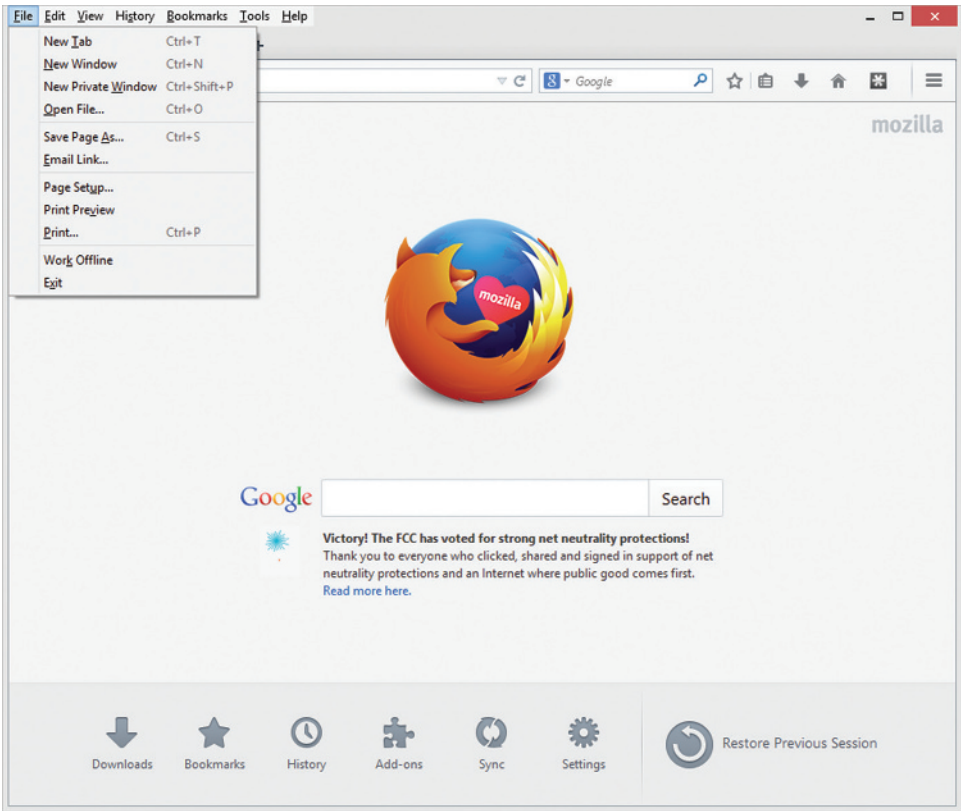 File Edit View History Bookmarks Tools Help
New Tab Ctrl+T
New Window Ctrl+N
New Private Window Ctrl+Shift+P
Open File... Ctrl+O
Save Page As... Ctrl+S
Email Link...
Page Setup...
Print Preview
Print... Ctrl+P
Work Offline
Exit
8 Google
mozilla
mozilla
Google Search
Victory! The FCC has voted for strong net neutrality protections!
Thank you to everyone who clicked, shared and signed in support of net
neutrality protections and an Internet where public good comes first.
Read more here.
Downloads Bookmarks History Add-ons Sync Settings Restore Previous Session